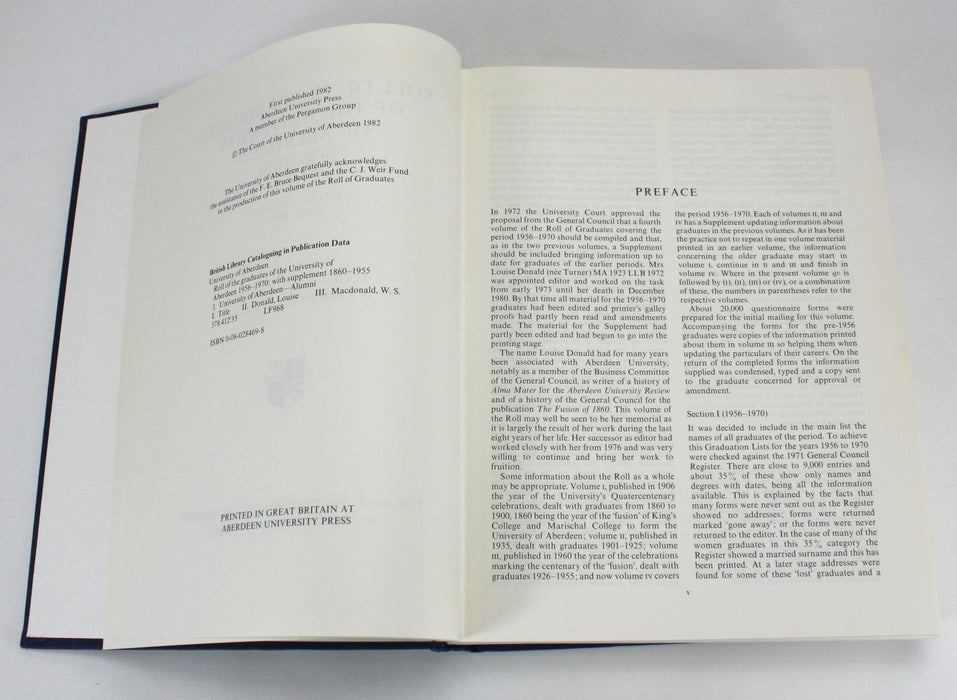 First published 1982
Aberdeen University Press
A member of the Pergamon Group
© The Court of the University of Aberdeen 1982
The University of Aberdeen gratefully acknowledges
the assistance of the F. E. Bruce Bequest and the C. J. Weir Fund
in the production of this volume of the Roll of Graduates
British Library Cataloguing in Publication Data
University of Aberdeen
Roll of the graduates of the University of
Aberdeen 1956–1970: with supplement 1860–1955
1. University of Aberdeen—Alumni
I. Title II. Donald, Louise III. Macdonald, W. S.
378.412 35 LF968
ISBN 0-08-028469-8
PRINTED IN GREAT BRITAIN AT
ABERDEEN UNIVERSITY PRESS
PREFACE
In 1972 the University Court approved the
proposal from the General Council that a fourth
volume of the Roll of Graduates covering the
period 1956–1970 should be compiled and that,
as in the two previous volumes, a Supplement
should be included bringing information up to
date for graduates of the earlier periods. Mrs
Louise Donald (née Turner) MA 1923 LL B 1972
was appointed editor and worked on the task
from early 1973 until her death in December
1980. By that time all material for the 1956–1970
graduates had been edited and printer's galley
proofs had partly been read and amendments
made. The material for the Supplement had
partly been edited and had begun to go into the
printing stage.
The name Louise Donald had for many years
been associated with Aberdeen University,
notably as a member of the Business Committee
of the General Council, as writer of a history of
Alma Mater for the Aberdeen University Review
and of a history of the General Council for the
publication The Fusion of 1860. This volume of
the Roll may well be seen to be her memorial as
it is largely the result of her work during the last
eight years of her life. Her successor as editor had
worked closely with her from 1976 and was very
willing to continue and bring her work to
fruition.
Some information about the Roll as a whole
may be appropriate. Volume I, published in 1906
the year of the University's Quatercentenary
celebrations, dealt with graduates from 1860 to
1900, 1860 being the year of the 'fusion' of King's
College and Marischal College to form the
University of Aberdeen; volume II, published in
1935, dealt with graduates 1901–1925; volume
III, published in 1960 the year of the celebrations
marking the centenary of the 'fusion', dealt with
graduates 1926–1955; and now volume IV covers
the period 1956–1970. Each of volumes II, III and
IV has a Supplement updating information about
graduates in the previous volumes. As it has been
the practice not to repeat in one volume material
printed in an earlier volume, the information
concerning the older graduate may start in
volume I, continue in II and III and finish in
volume IV. Where in the present volume qv is
followed by (I), (II), (III) or (IV), or a combination
of these, the numbers in parentheses refer to the
respective volumes.
About 20,000 questionnaire forms were
prepared for the initial mailing for this volume.
Accompanying the forms for the pre-1956
graduates were copies of the information printed
about them in volume III so helping them when
updating the particulars of their careers. On the
return of the completed forms the information
supplied was condensed, typed and a copy sent
to the graduate concerned for approval or
amendment.
Section I (1956–1970)
It was decided to include in the main list the
names of all graduates of the period. To achieve
this Graduation Lists for the years 1956 to 1970
were checked against the 1971 General Council
Register. There are close to 9,000 entries and
about 35% of these show only names and
degrees with dates, being all the information
available. This is explained by the facts that
many forms were never sent out as the Register
showed no addresses; forms were returned
marked 'gone away'; or the forms were never
returned to the editor. In the case of many of the
women graduates in this 35% category the
Register showed a married surname and this has
been printed. At a later stage addresses were
found for some of these 'lost' graduates and a
v